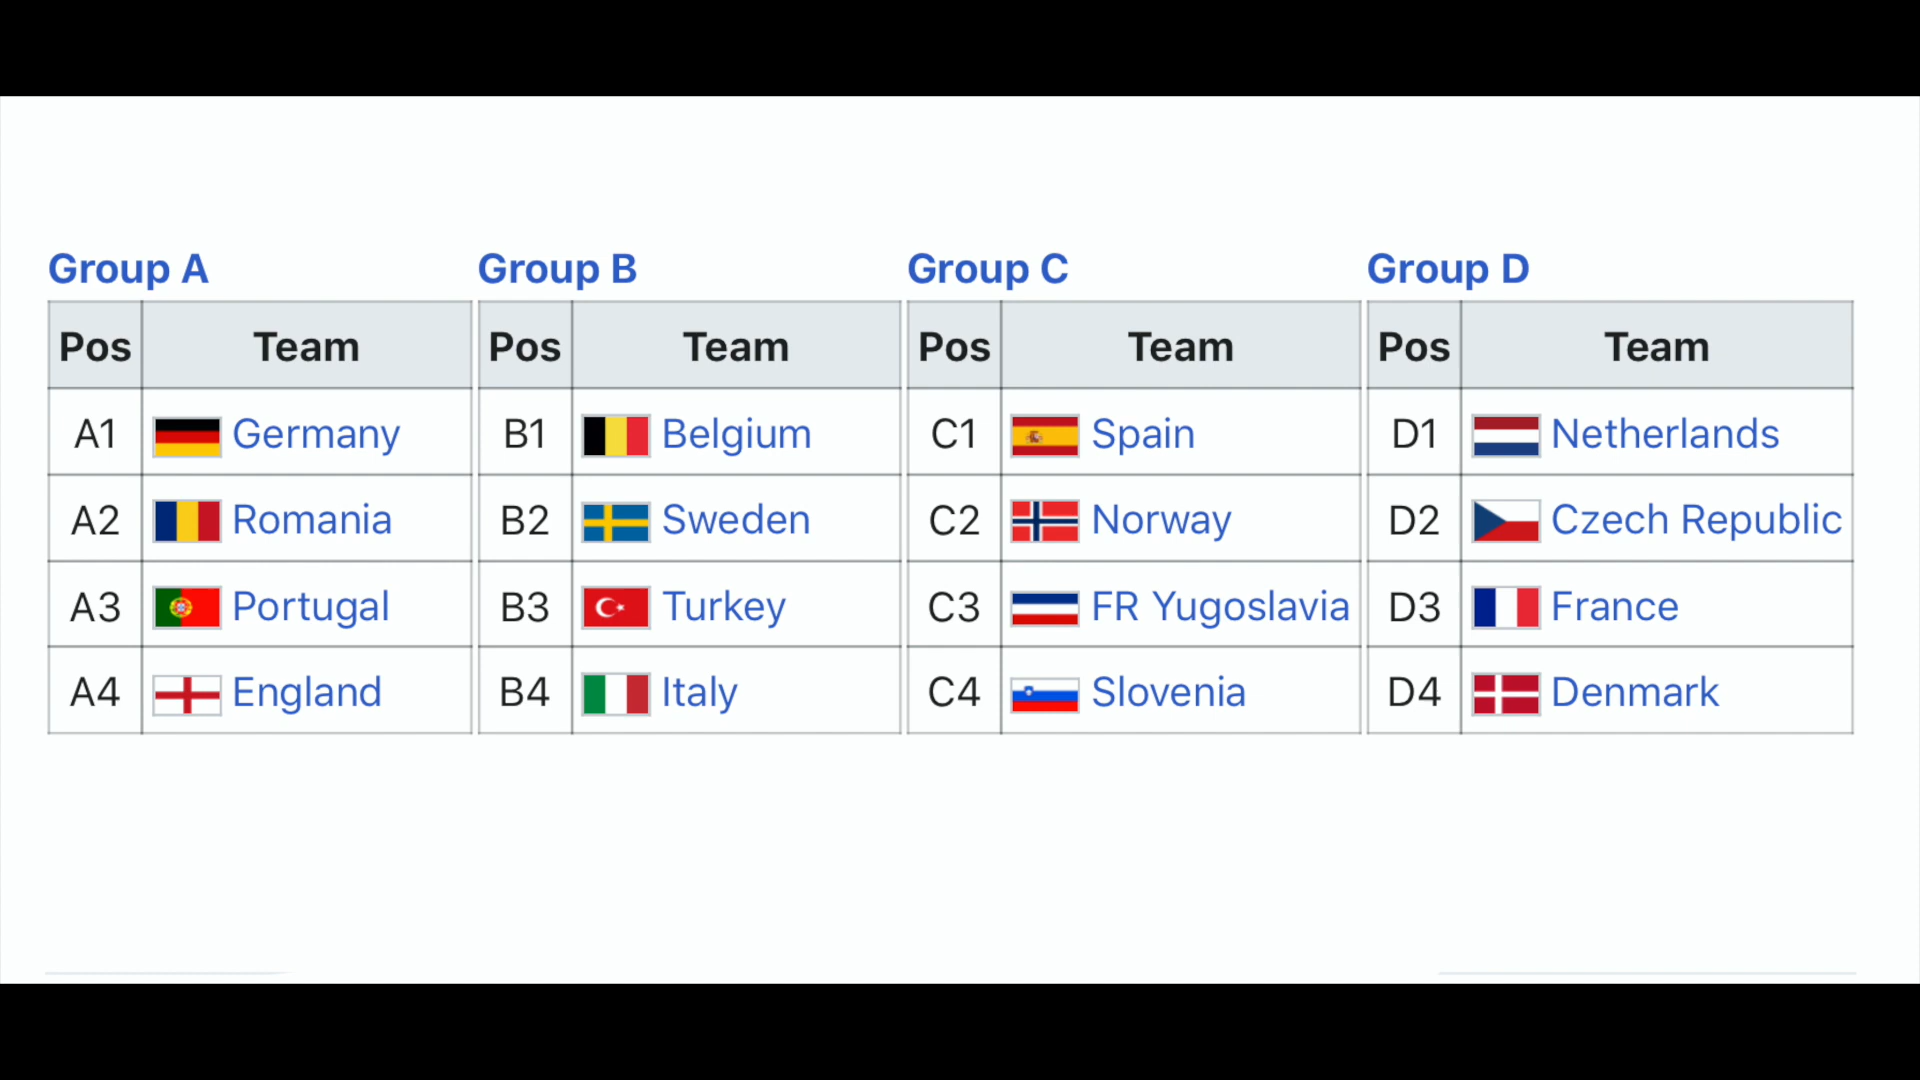 Group A Group B Group C Group D
Pos Team Pos Team Pos Team Pos Team
A1 Germany B1 Belgium C1 Spain D1 Netherlands
A2 Romania B2 Sweden C2 Norway D2 Czech Republic
A3 Portugal B3 Turkey C3 FR Yugoslavia D3 France
A4 England B4 Italy C4 Slovenia D4 Denmark